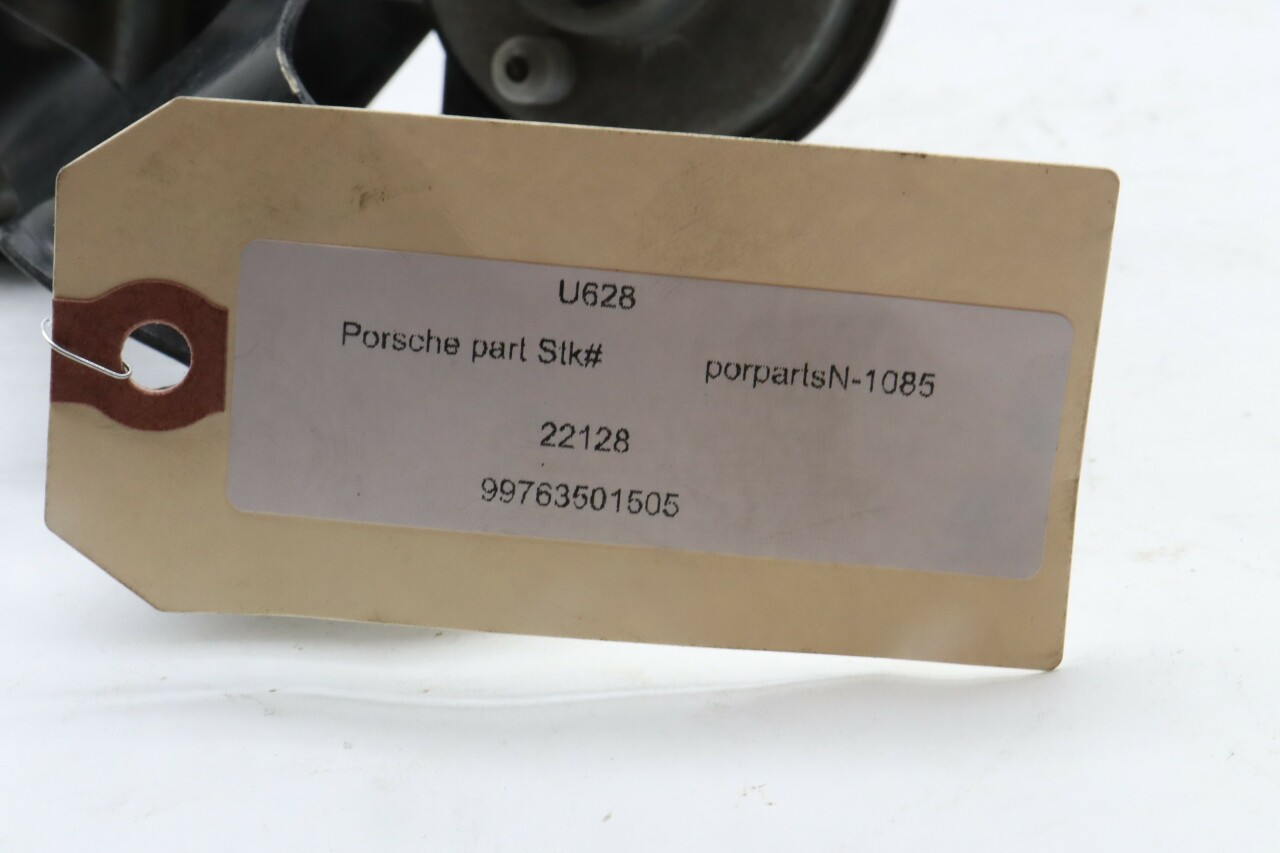 U628
Porsche part Stk# porpartsN-1085
22128
99763501505